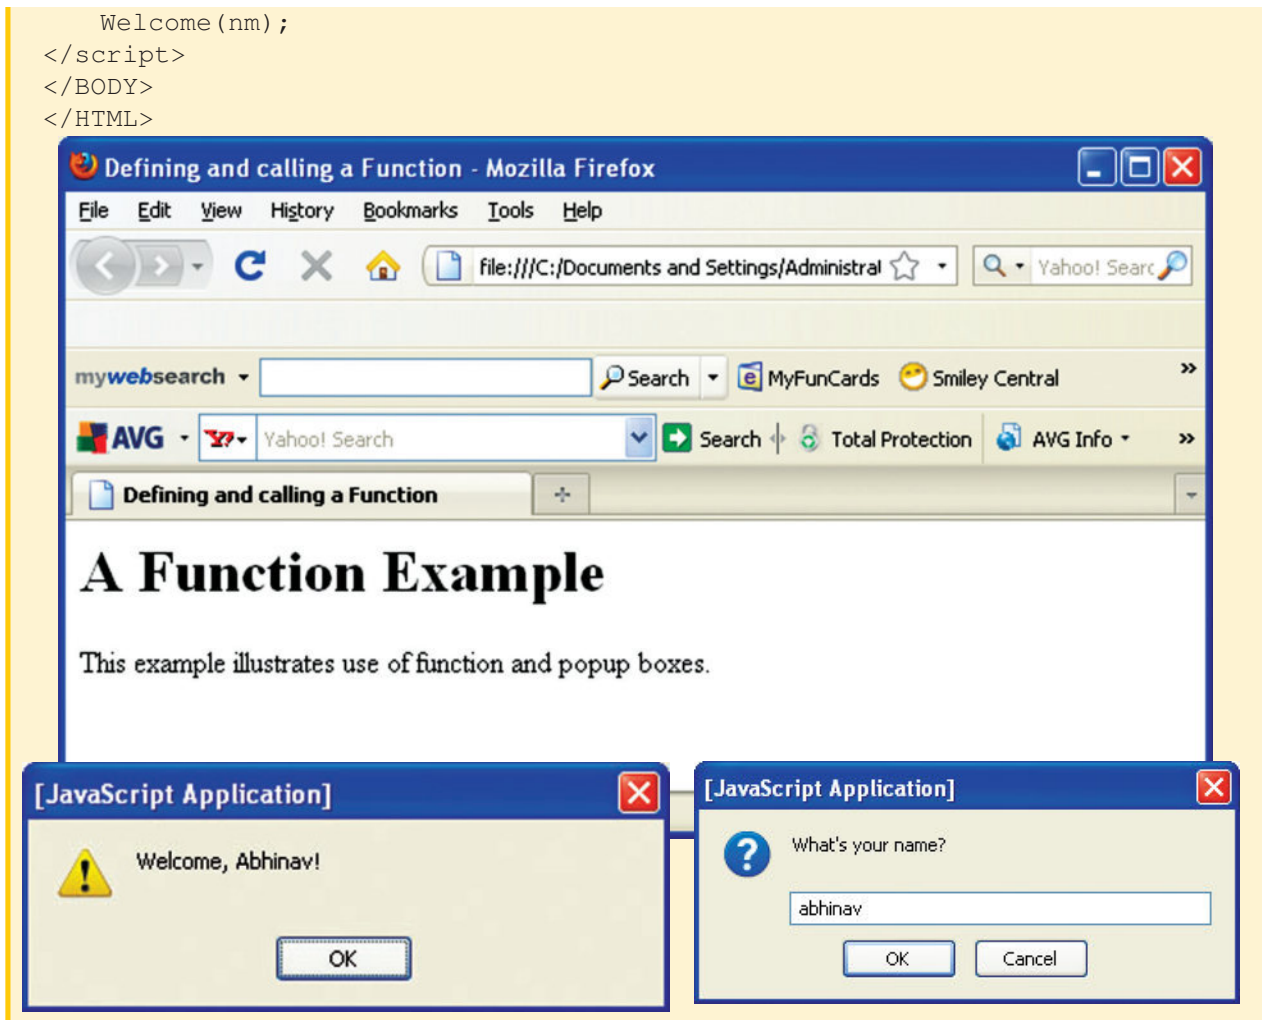 Welcome(nm);
</script>
</BODY>
</HTML>
Defining and calling a Function - Mozilla Firefox
File Edit View History Bookmarks Tools Help
file:///C:/Documents and Settings/Administrat Yahoo! Searc
mywebsearch Search MyFunCards Smiley Central »
AVG Y! Yahoo! Search Search Total Protection AVG Info »
Defining and calling a Function
A Function Example
This example illustrates use of function and popup boxes.
[JavaScript Application]
Welcome, Abhinav!
OK
[JavaScript Application]
What's your name?
abhinav
OK Cancel